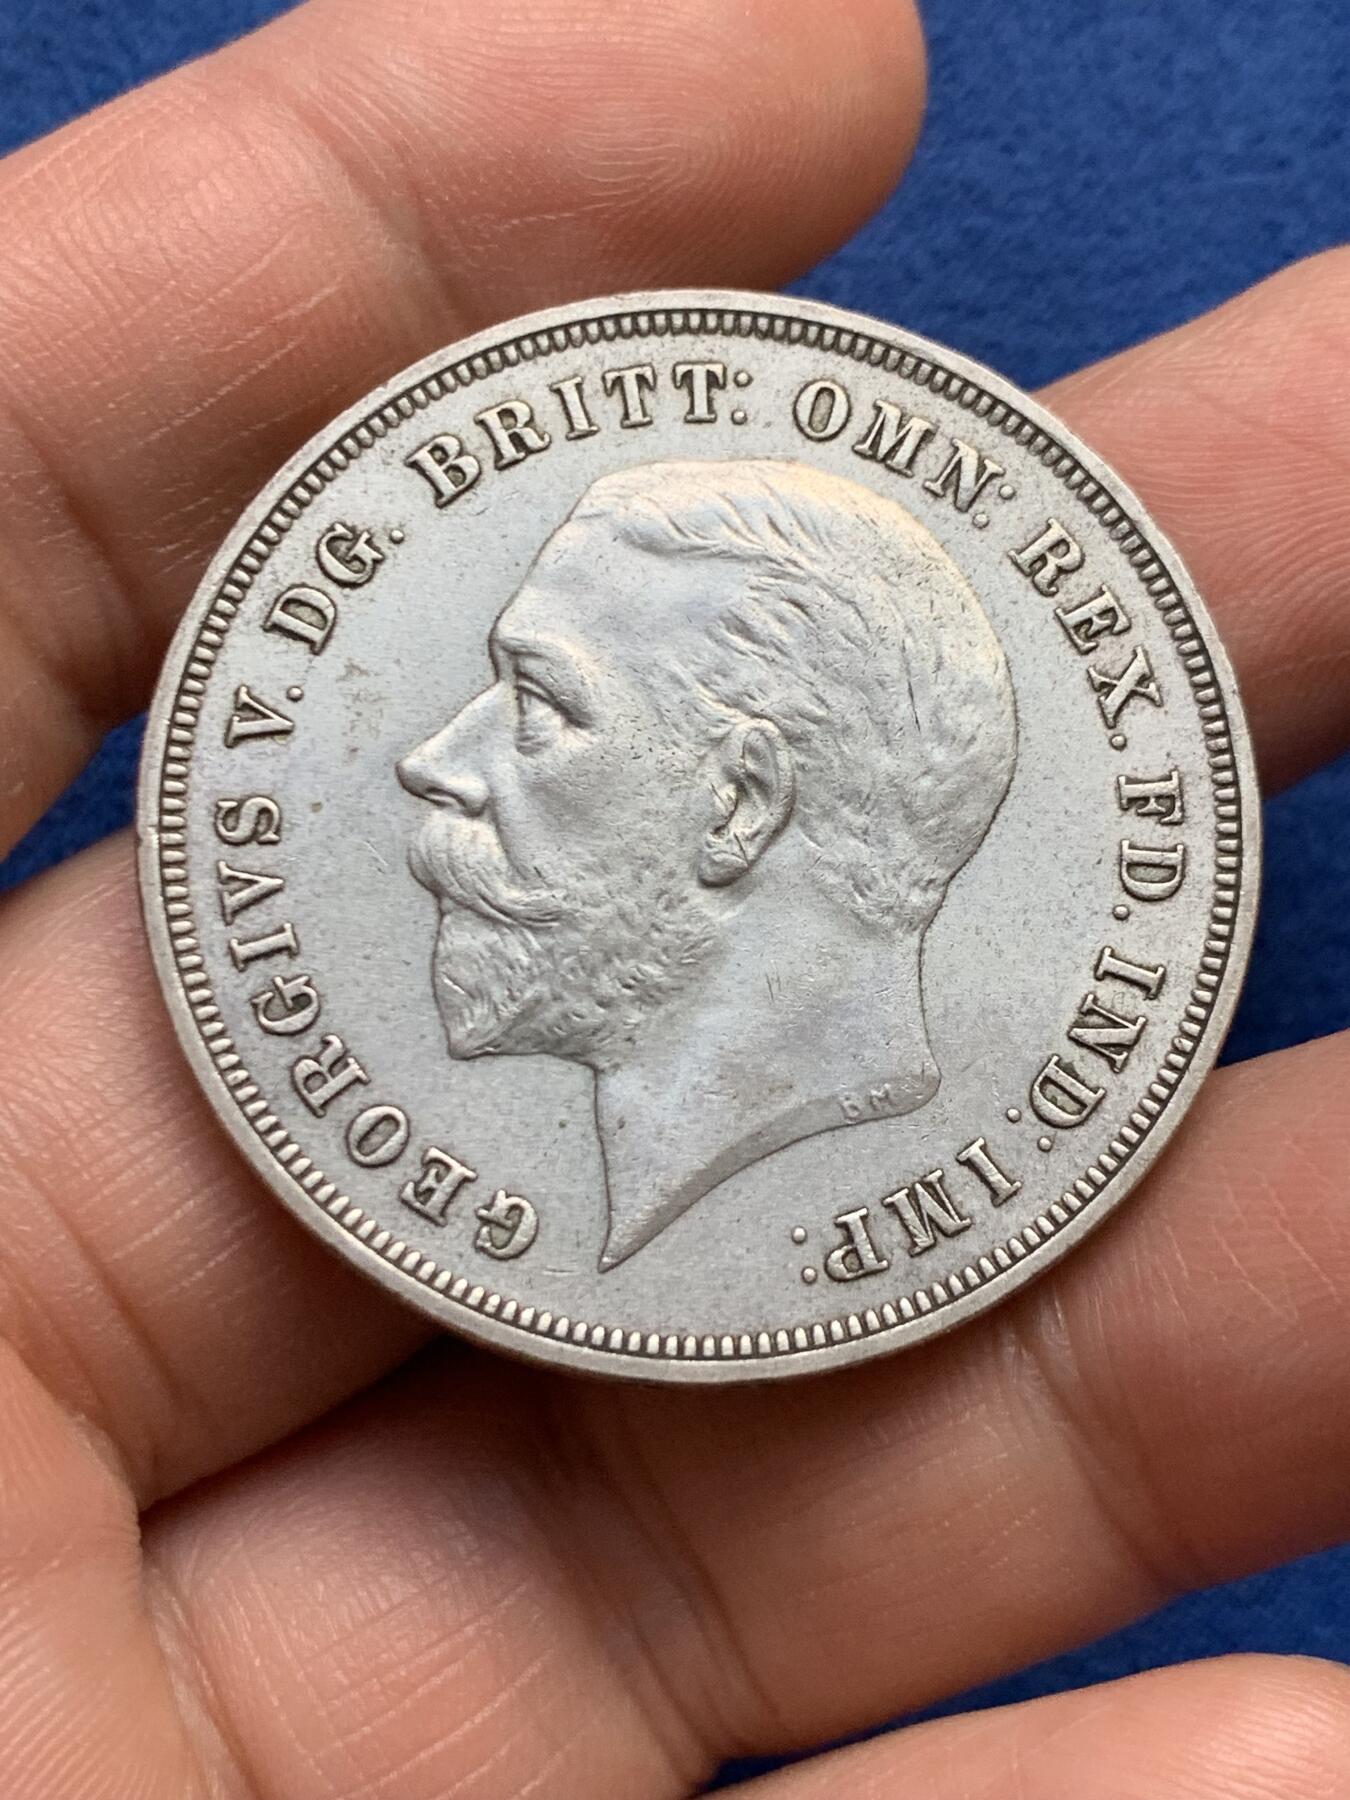 GEORGIVS V. DG. BRITT: OMN: REX. FD. IND: IMP:
BM